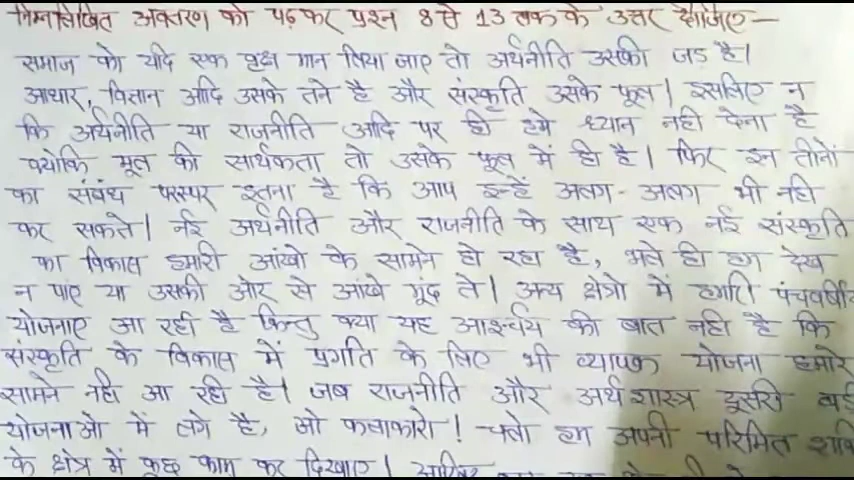 निम्नलिखित अवतरण को पढ़ कर प्रश्न 8 से 13 तक के उत्तर दीजिए –
समाज को यदि एक वृक्ष मान लिया जाए तो अर्थनीति उसकी जड़ है।
आधार, विज्ञान आदि उसके तने है और संस्कृति उसके फूल। इसलिए न
कि अर्थनीति या राजनीति आदि पर ही हमे ध्यान नही देना है
क्योकि मूल की सार्थकता तो उसके फूल में ही है। फिर इन तीनों
का संबंध परस्पर इतना है कि आप इन्हें अलग-अलग भी नही
कर सकते। नई अर्थनीति और राजनीति के साथ एक नई संस्कृति
का विकास हमारी आंखो के सामने हो रहा है, भले ही हम देख
न पाए या उसकी ओर से आंखे मूंद ले। अन्य क्षेत्रो में हमारी पंचवर्षीय
योजनाए आ रही है किन्तु क्या यह आश्चर्य की बात नही है कि
संस्कृति के विकास में प्रगति के लिए भी व्यापक योजना हमारे
सामने नही आ रही है। जब राजनीति और अर्थशास्त्र दूसरी बड़ी
योजनाओ में लगे है, ओ कलाकारो! चलो हम अपनी परिमित शक्ति
के क्षेत्र में कुछ काम कर दिखाए। आखिर